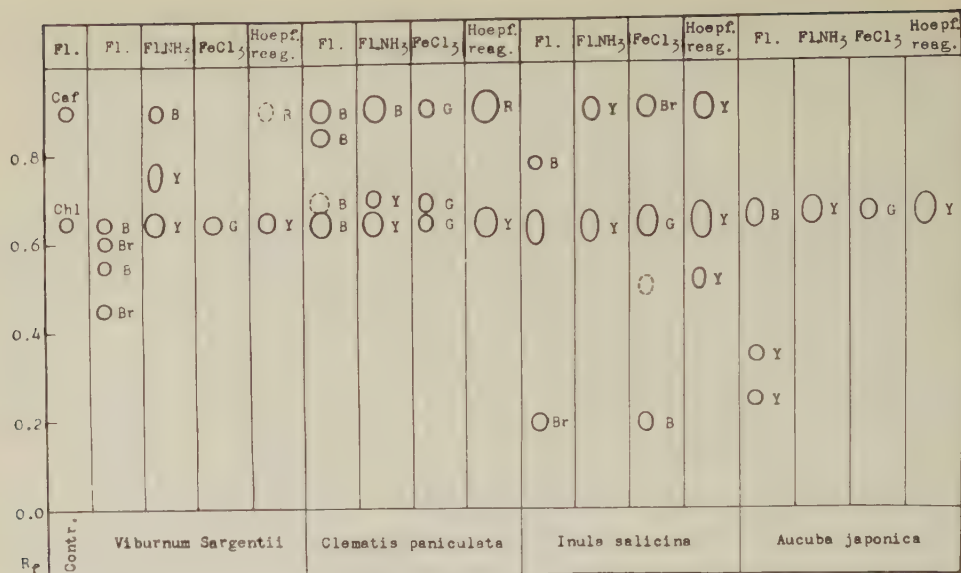 Fl. Fl. Fl.NH3 FeCl3 Hoepf. reag. Fl. Fl.NH3 FeCl3 Hoepf. reag. Fl. Fl.NH3 FeCl3 Hoepf. reag. Fl. Fl.NH3 FeCl3 Hoepf. reag.
Caf B R B B G R Y Br Y
B
0.8 B
Y
B Y G
Chl B Y G Y B Y G Y Y G Y B Y G Y
0.6 Br
B
Y
Br
0.4
Y
Y
0.2 Br B
0.0
Contr. Viburnum Sargentii Clematis paniculata Inula salicina Aucuba japonica
Rf